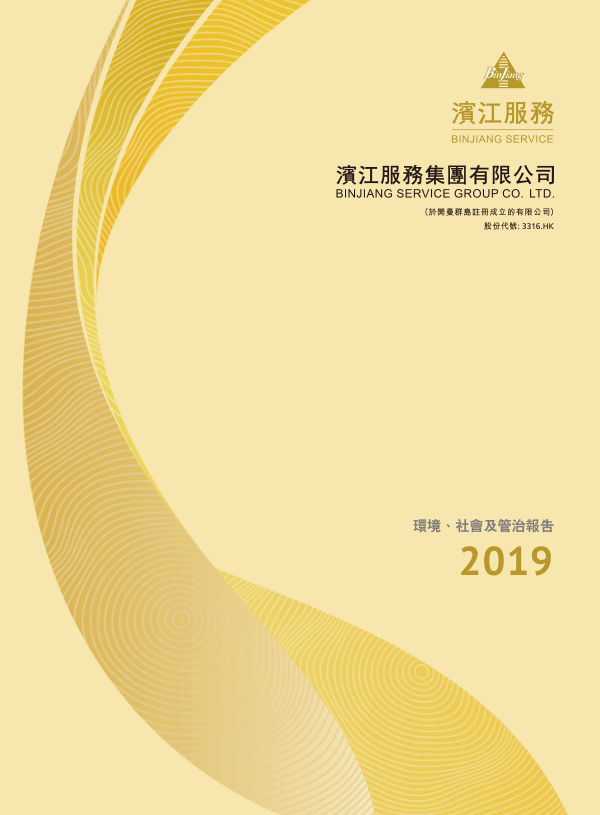 BinJiang
濱江服務
BINJIANG SERVICE
濱江服務集團有限公司
BINJIANG SERVICE GROUP CO. LTD.
(於開曼群島註冊成立的有限公司)
股份代號: 3316.HK
環境、社會及管治報告
2019